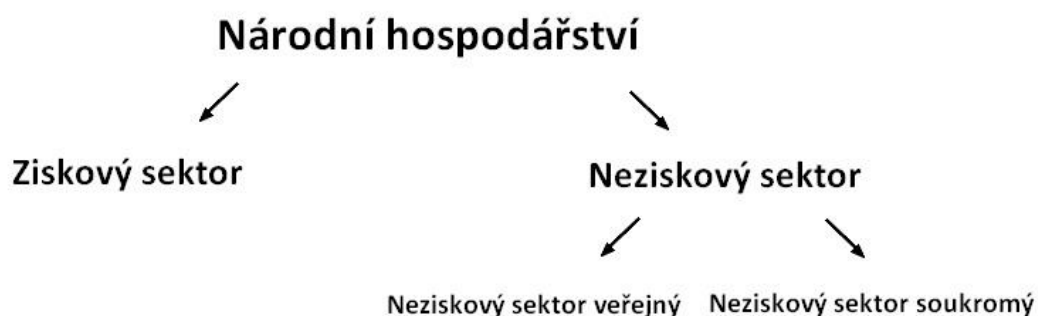 Národní hospodářství
Ziskový sektor
Neziskový sektor
Neziskový sektor veřejný
Neziskový sektor soukromý